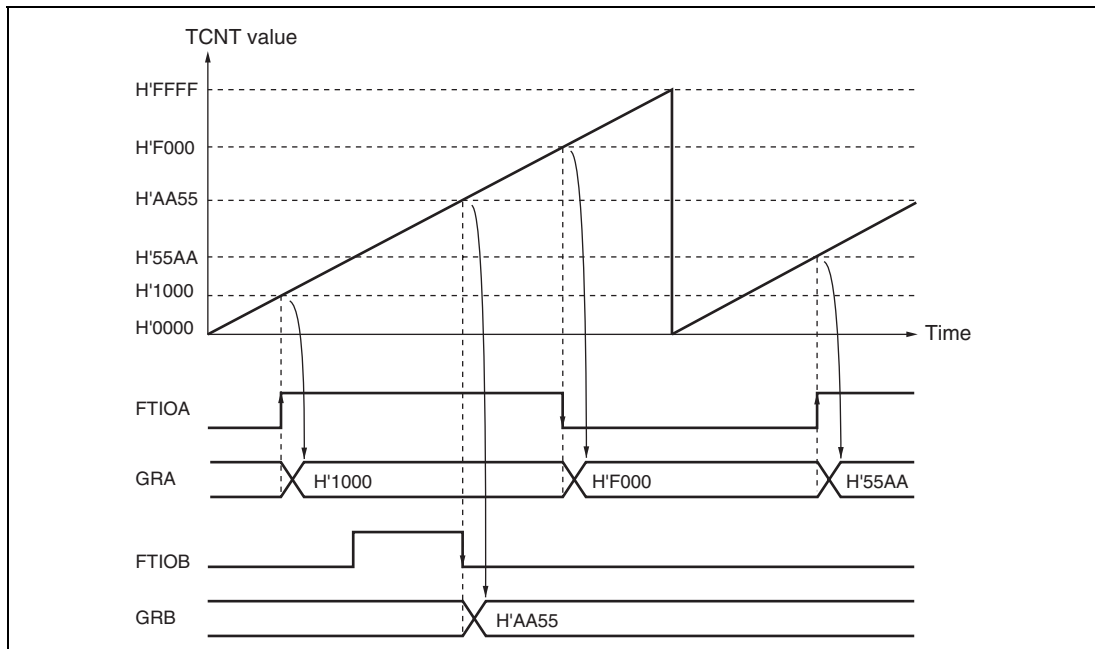 TCNT value
H'FFFF
H'F000
H'AA55
H'55AA
H'1000
H'0000
Time
FTIOA
GRA
H'1000
H'F000
H'55AA
FTIOB
GRB
H'AA55